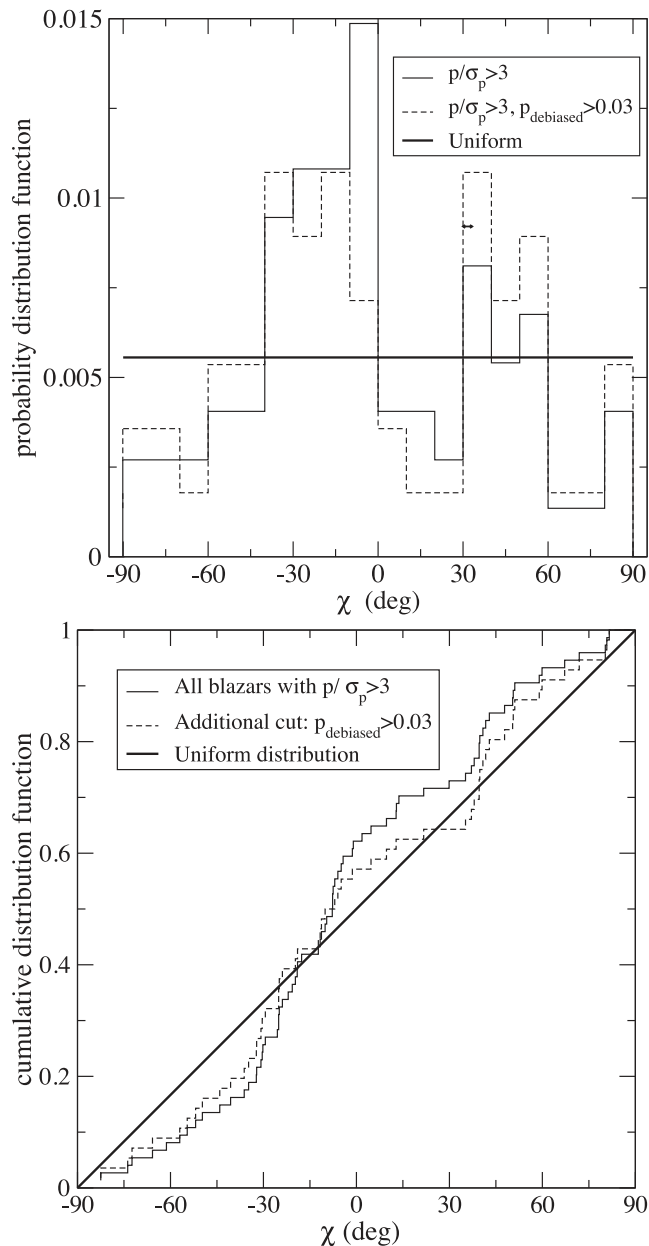 0.015
0.01
0.005
0
probability distribution function
p/σp>3
p/σp>3, pdebiased>0.03
Uniform
-90 -60 -30 0 30 60 90
χ (deg)
1
0.8
0.6
0.4
0.2
0
cumulative distribution function
All blazars with p/ σp>3
Additional cut: pdebiased>0.03
Uniform distribution
-90 -60 -30 0 30 60 90
χ (deg)